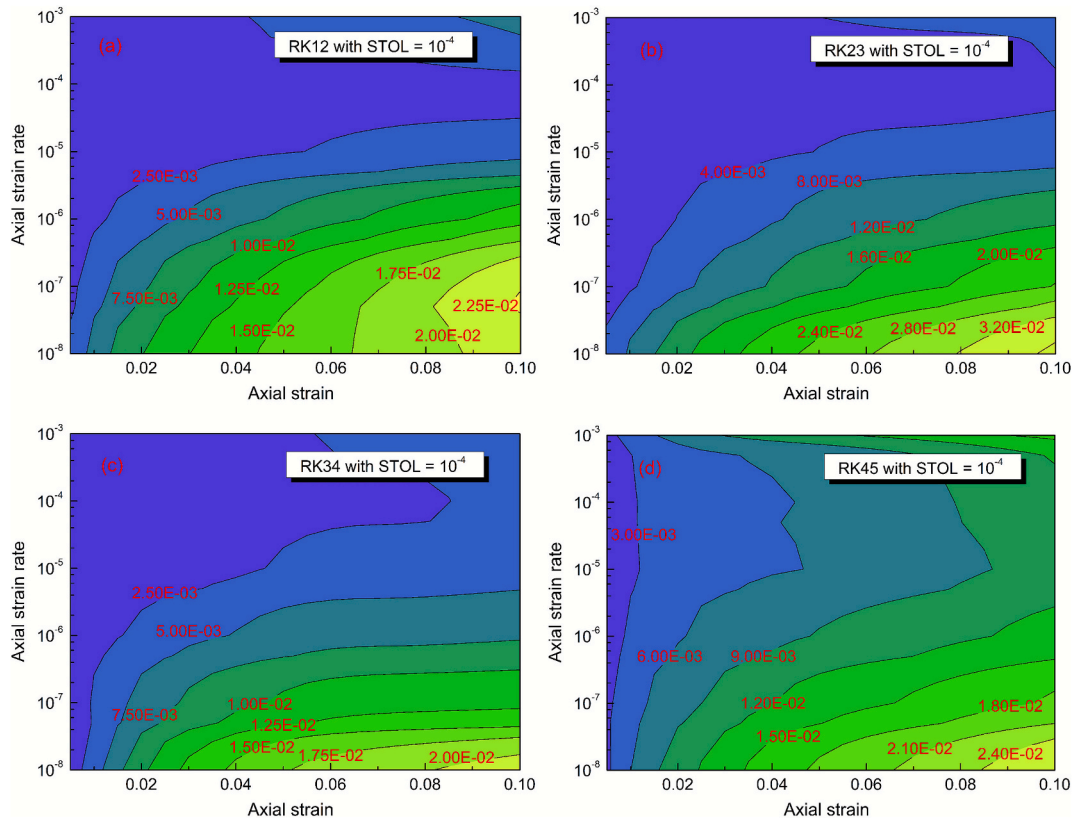 10-3
(a)
RK12 with STOL = 10-4
10-4
10-5
2.50E-03
5.00E-03
10-6
1.00E-02
1.75E-02
10-7
7.50E-03
1.25E-02
2.25E-02
1.50E-02
2.00E-02
10-8
0.02 0.04 0.06 0.08 0.10
Axial strain
Axial strain rate
10-3
(b)
RK23 with STOL = 10-4
10-4
10-5
4.00E-03
6.00E-03
10-6
1.20E-02
1.60E-02
2.00E-02
10-7
2.40E-02
2.80E-02
3.20E-02
10-8
0.02 0.04 0.06 0.08 0.10
Axial strain
Axial strain rate
10-3
(c)
RK34 with STOL = 10-4
10-4
10-5
2.50E-03
5.00E-03
10-6
10-7
7.50E-03
1.00E-02
1.25E-02
1.50E-02
1.75E-02
2.00E-02
10-8
0.02 0.04 0.06 0.08 0.10
Axial strain
Axial strain rate
10-3
(d)
RK45 with STOL = 10-4
10-4
3.00E-03
10-5
10-6
6.00E-03
9.00E-03
10-7
1.20E-02
1.80E-02
1.50E-02
2.10E-02
2.40E-02
10-8
0.02 0.04 0.06 0.08 0.10
Axial strain
Axial strain rate